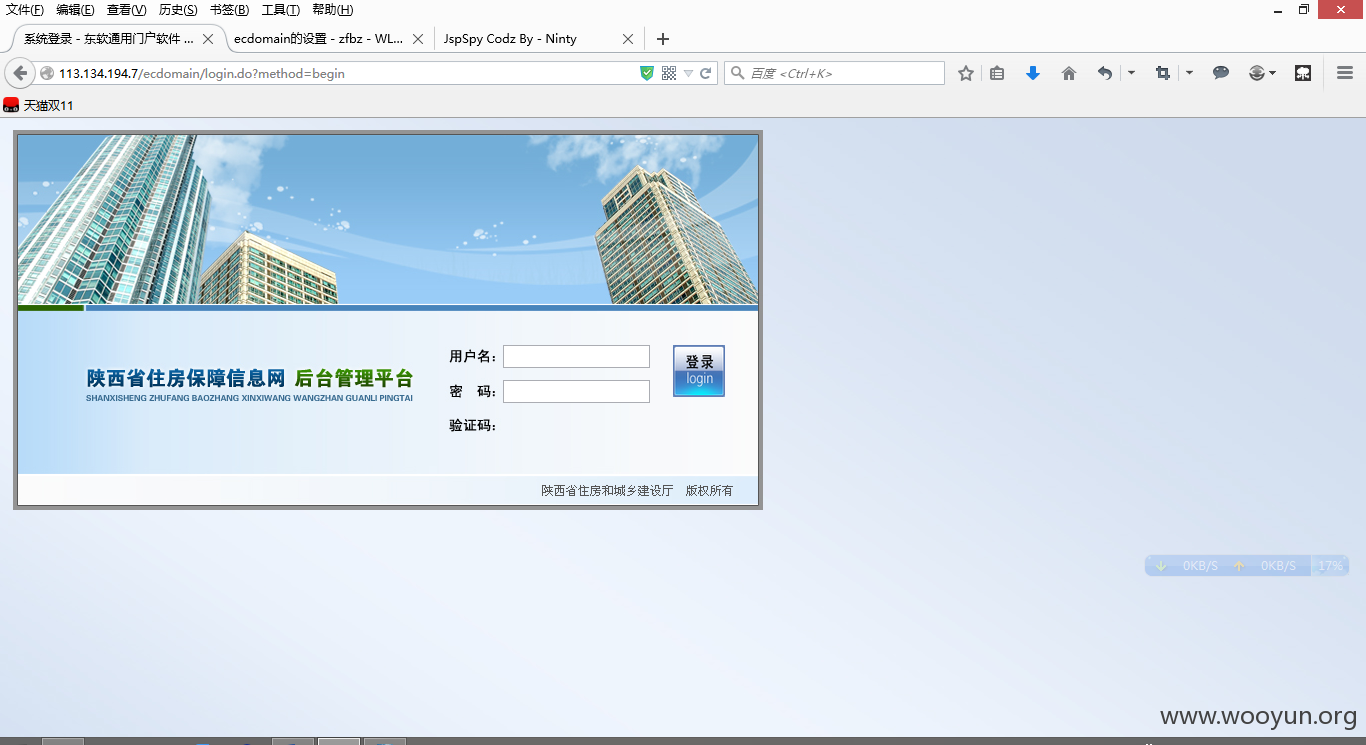 文件(F) 编辑(E) 查看(V) 历史(S) 书签(B) 工具(T) 帮助(H)
系统登录 - 东软通用门户软件 ... ecdomain的设置 - zfbz - WL... JspSpy Codz By - Ninty
113.134.194.7/ecdomain/login.do?method=begin 百度 <Ctrl+K>
天猫双11
用户名：
登录
login
陕西省住房保障信息网 后台管理平台
SHANXISHENG ZHUFANG BAOZHANG XINXIWANG WANGZHAN GUANLI PINGTAI
密 码：
验证码：
陕西省住房和城乡建设厅 版权所有
0KB/S 0KB/S 17%
www.wooyun.org